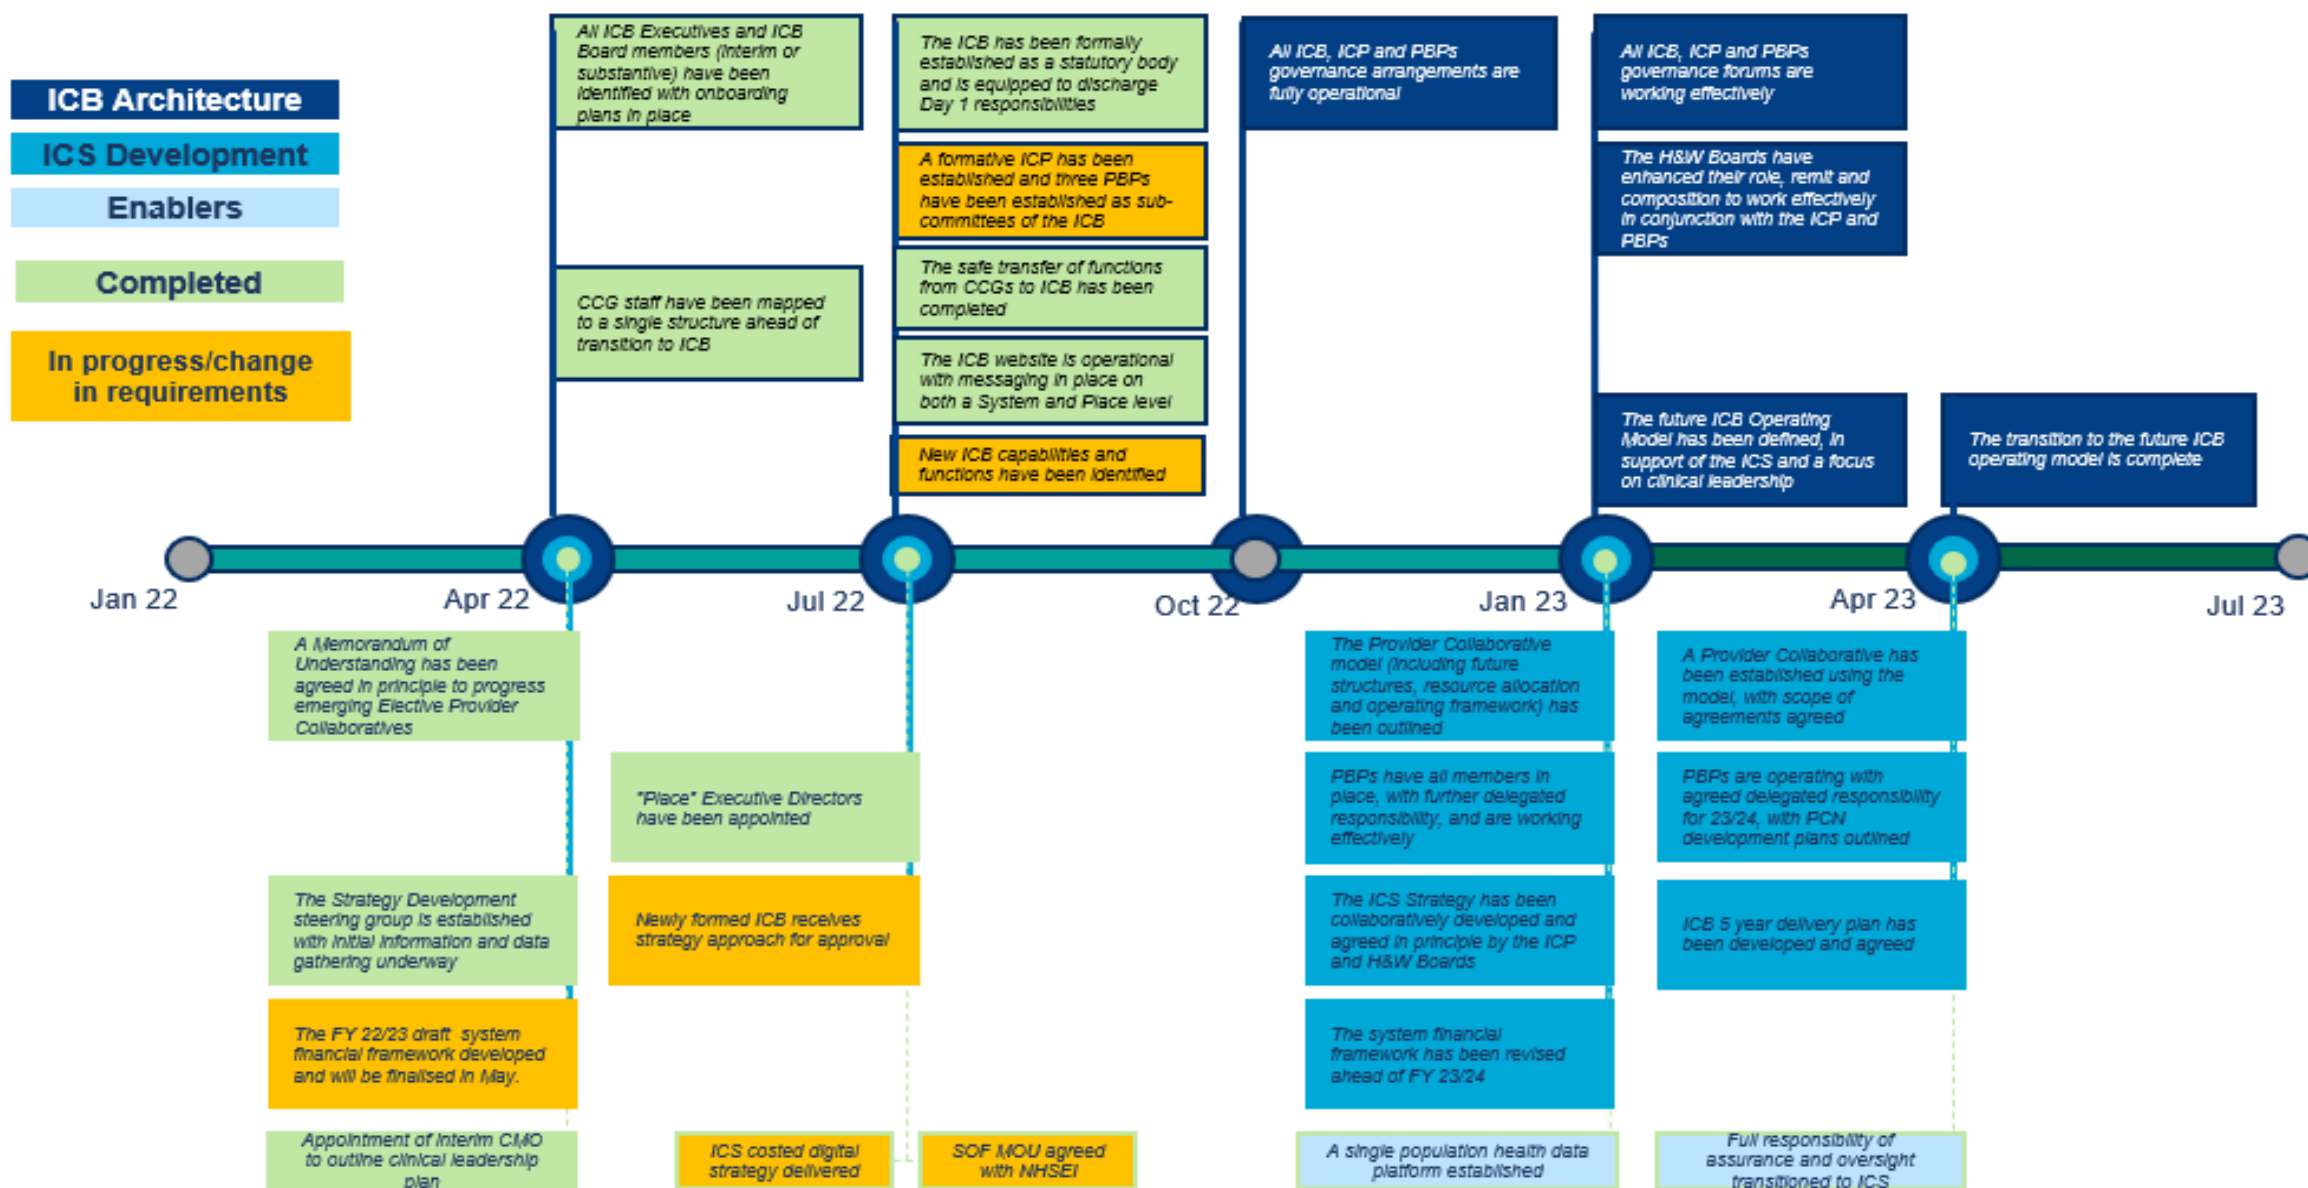 ICB Architecture
ICS Development
Enablers
Completed
In progress/change
in requirements
All ICB Executives and ICB
Board members (interim or
substantive) have been
identified with onboarding
plans in place
CCG staff have been mapped
to a single structure ahead of
transition to ICB
The ICB has been formally
established as a statutory body
and is equipped to discharge
Day 1 responsibilities
A formative ICP has been
established and three PBPs
have been established as sub-
committees of the ICB
The safe transfer of functions
from CCGs to ICB has been
completed
The ICB website is operational
with messaging in place on
both a System and Place level
New ICB capabilities and
functions have been identified
All ICB, ICP and PBPs
governance arrangements are
fully operational
All ICB, ICP and PBPs
governance forums are
working effectively
The H&W Boards have
enhanced their role, remit and
composition to work effectively
in conjunction with the ICP and
PBPs
The future ICB Operating
Model has been defined, in
support of the ICS and a focus
on clinical leadership
The transition to the future ICB
operating model is complete
Jan 22
Apr 22
Jul 22
Oct 22
Jan 23
Apr 23
Jul 23
A Memorandum of
Understanding has been
agreed in principle to progress
emerging Elective Provider
Collaboratives
The Strategy Development
steering group is established
with initial information and data
gathering underway
The FY 22/23 draft system
financial framework developed
and will be finalised in May.
Appointment of interim CMO
to outline clinical leadership
plan
"Place" Executive Directors
have been appointed
Newly formed ICB receives
strategy approach for approval
ICS costed digital
strategy delivered
SOF MOU agreed
with NHSEI
The Provider Collaborative
model (including future
structures, resource allocation
and operating framework) has
been outlined
PBPs have all members in
place, with further delegated
responsibility, and are working
effectively
The ICS Strategy has been
collaboratively developed and
agreed in principle by the ICP
and H&W Boards
The system financial
framework has been revised
ahead of FY 23/24
A single population health data
platform established
A Provider Collaborative has
been established using the
model, with scope of
agreements agreed
PBPs are operating with
agreed delegated responsibility
for 23/24, with PCN
development plans outlined
ICB 5 year delivery plan has
been developed and agreed
Full responsibility of
assurance and oversight
transitioned to ICS